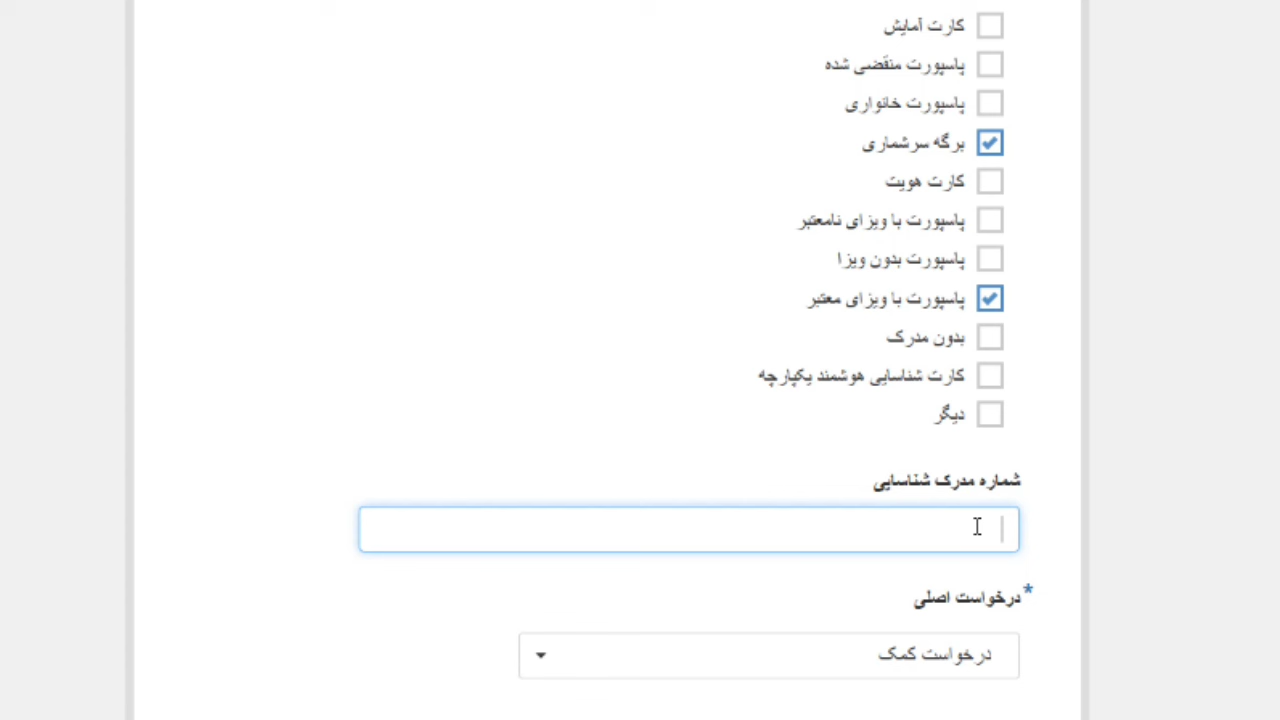 کارت آمایش
پاسپورت منقضی شده
پاسپورت خانواری
برگه سرشماری
کارت هویت
پاسپورت با ویزای نامعتبر
پاسپورت بدون ویزا
پاسپورت با ویزای معتبر
بدون مدرک
کارت شناسایی هوشمند یکپارچه
دیگر
شماره مدرک شناسایی
*درخواست اصلی
درخواست کمک